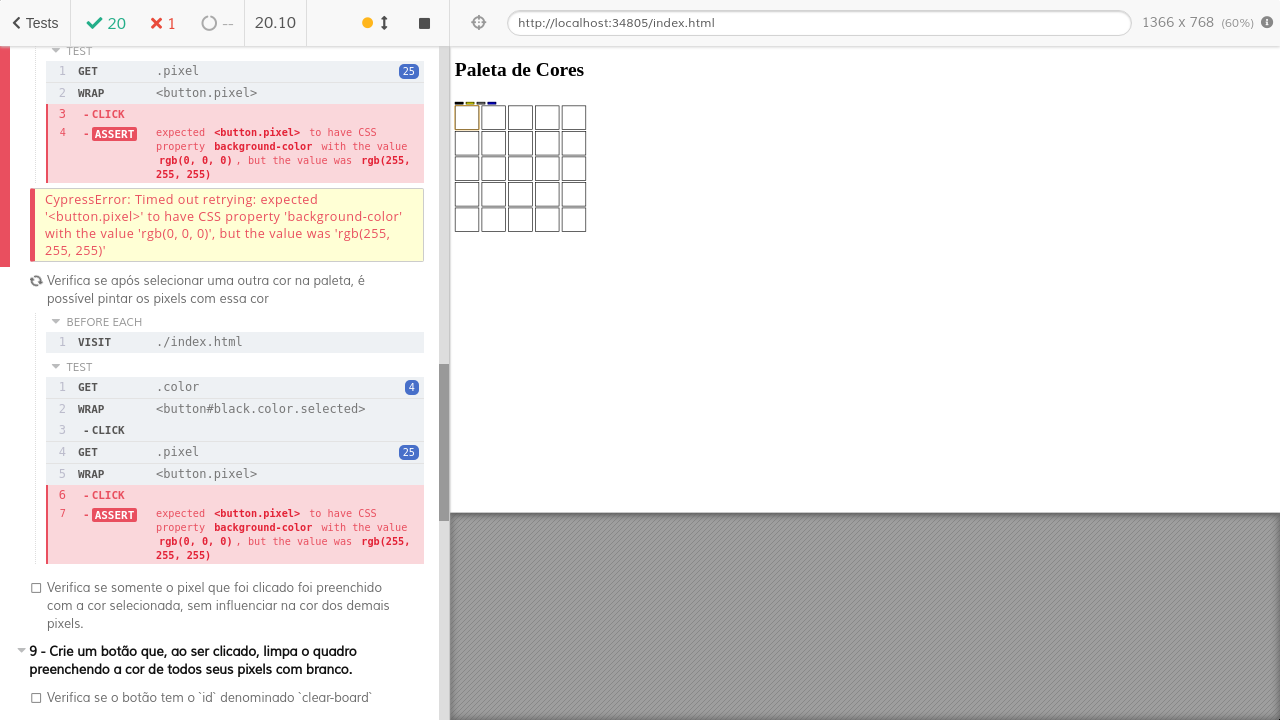 Tests
20
1
--
20.10
http://localhost:34805/index.html
1366 x 768 (60%)
TEST
1 GET .pixel 25
2 WRAP <button.pixel>
3 - CLICK
4 - ASSERT expected <button.pixel> to have CSS
property background-color with the value
rgb(0, 0, 0) , but the value was rgb(255,
255, 255)
CypressError: Timed out retrying: expected
'<button.pixel>' to have CSS property 'background-color'
with the value 'rgb(0, 0, 0)', but the value was 'rgb(255,
255, 255)'
Verifica se após selecionar uma outra cor na paleta, é
possível pintar os pixels com essa cor
BEFORE EACH
1 VISIT ./index.html
TEST
1 GET .color 4
2 WRAP <button#black.color.selected>
3 - CLICK
4 GET .pixel 25
5 WRAP <button.pixel>
6 - CLICK
7 - ASSERT expected <button.pixel> to have CSS
property background-color with the value
rgb(0, 0, 0) , but the value was rgb(255,
255, 255)
Verifica se somente o pixel que foi clicado foi preenchido
com a cor selecionada, sem influenciar na cor dos demais
pixels.
9 - Crie um botão que, ao ser clicado, limpa o quadro
preenchendo a cor de todos seus pixels com branco.
Verifica se o botão tem o `id` denominado `clear-board`
Paleta de Cores